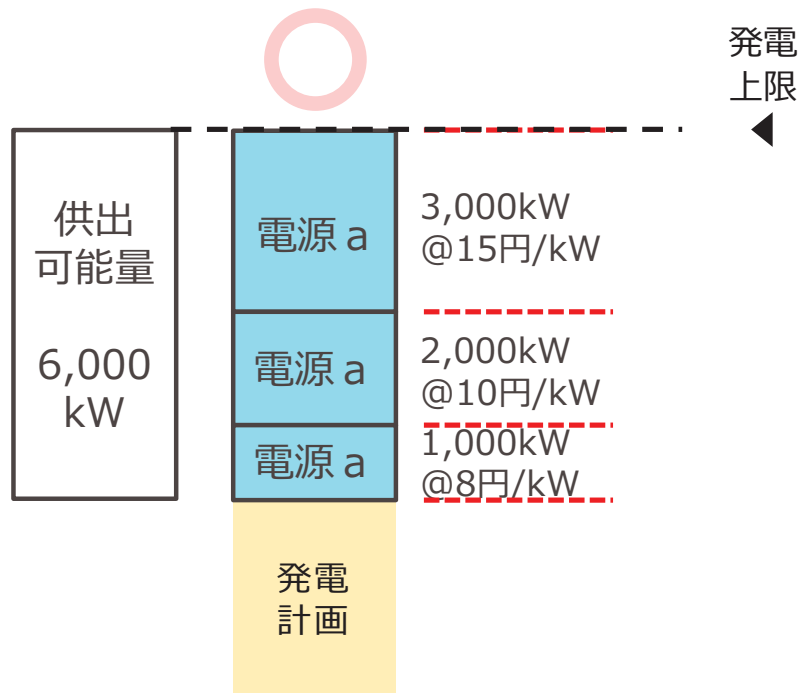 発電
上限
◀
供出
可能量
6,000
kW
電源 a
3,000kW
@15円/kW
電源 a
2,000kW
@10円/kW
電源 a
1,000kW
@8円/kW
発電
計画